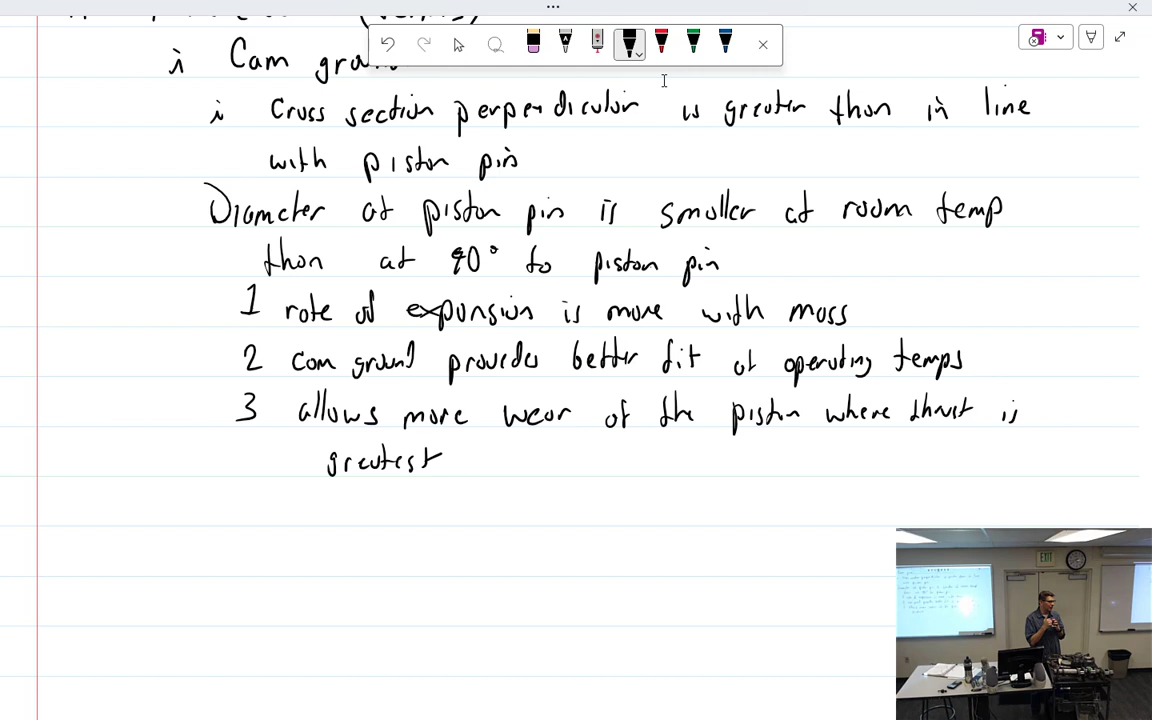 i Cam
i Cross section perpendicular is greater than in line
with piston pin
Diameter at piston pin is smaller at room temp
than at 90° to piston pin
1 rate of expansion is more with mass
2 cam ground provides better fit at operating temps
3 allows more wear of the piston where thrust is
greatest
EXIT